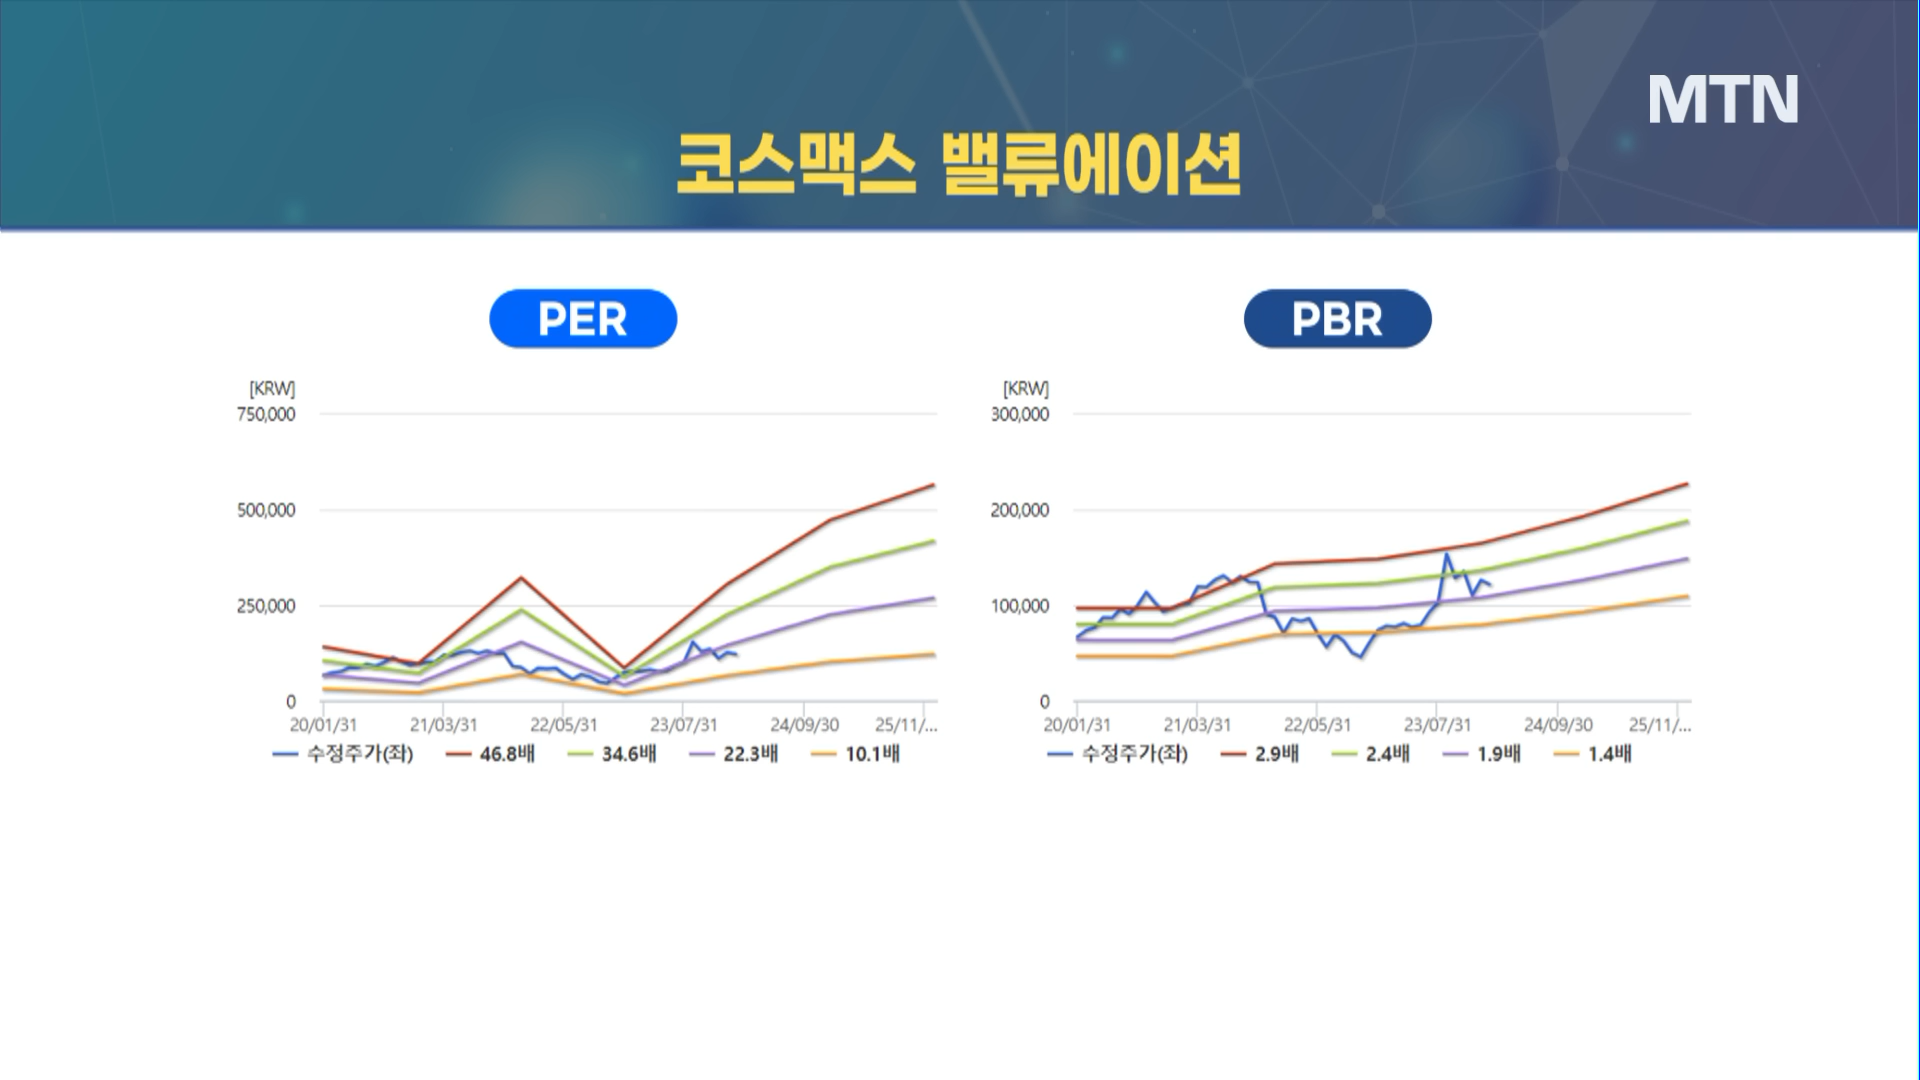 MTN
코스맥스 밸류에이션
PER
[KRW]
750,000
500,000
250,000
0
20/01/31 21/03/31 22/05/31 23/07/31 24/09/30 25/11/...
수정주가(좌) 46.8배 34.6배 22.3배 10.1배
PBR
[KRW]
300,000
200,000
100,000
0
20/01/31 21/03/31 22/05/31 23/07/31 24/09/30 25/11/...
수정주가(좌) 2.9배 2.4배 1.9배 1.4배